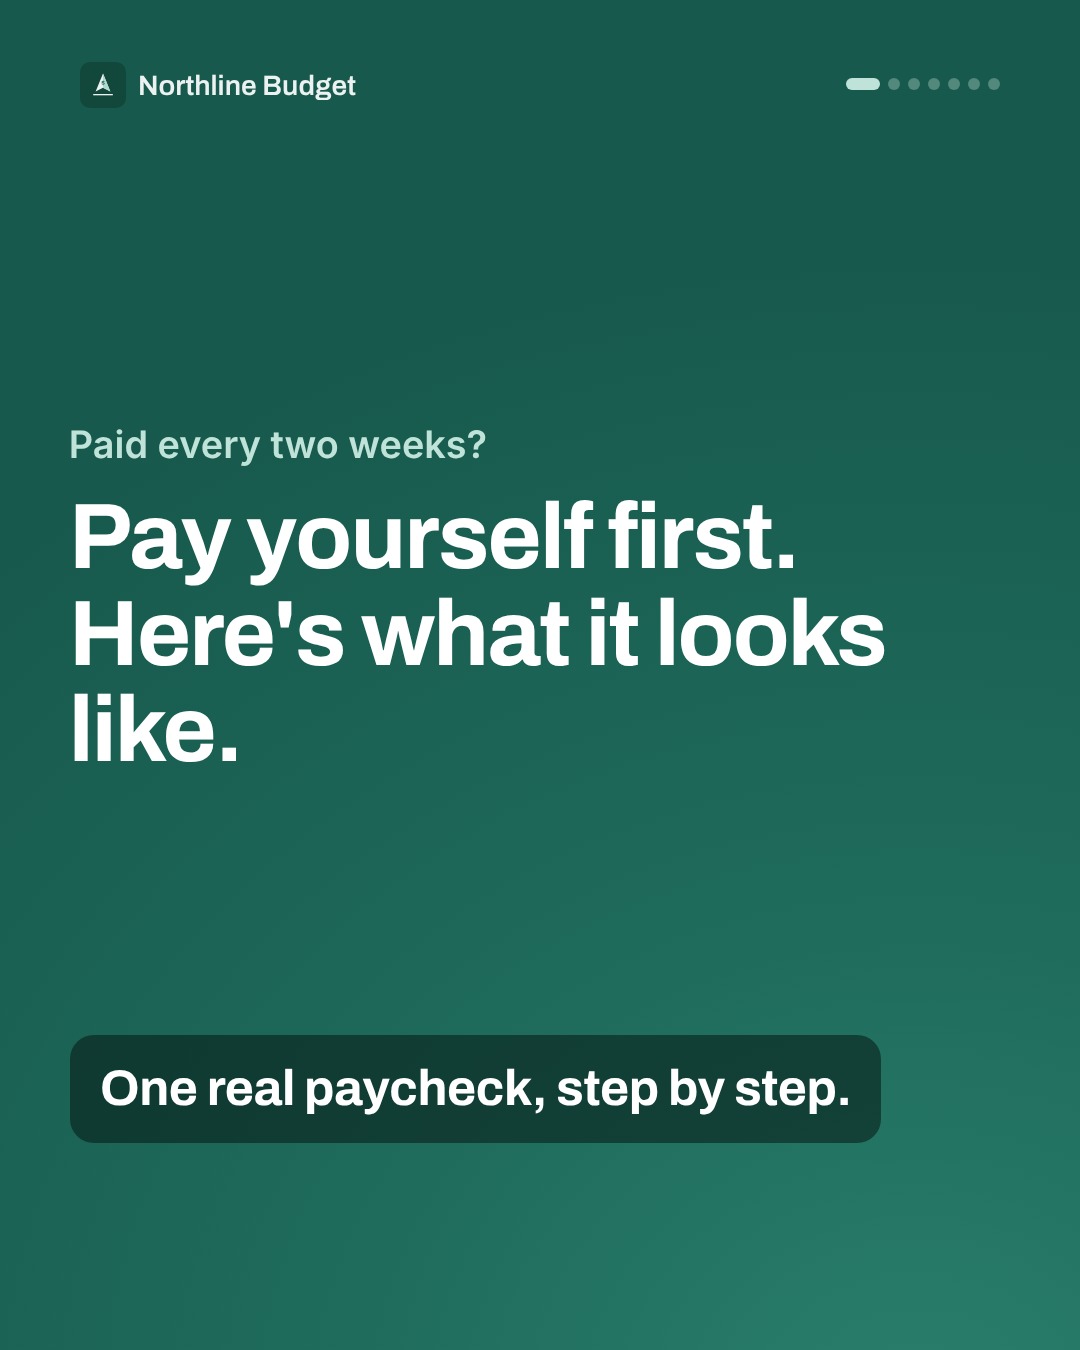 Northline Budget
Paid every two weeks?
Pay yourself first.
Here's what it looks
like.
One real paycheck, step by step.